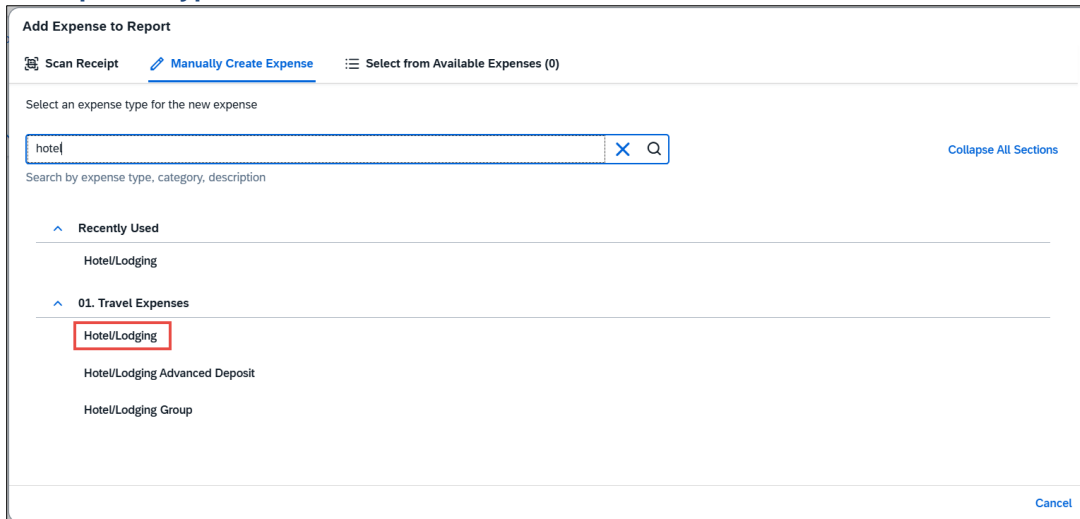 Add Expense to Report
Scan Receipt Manually Create Expense Select from Available Expenses (0)
Select an expense type for the new expense
hotel
Collapse All Sections
Search by expense type, category, description
Recently Used
Hotel/Lodging
01. Travel Expenses
Hotel/Lodging
Hotel/Lodging Advanced Deposit
Hotel/Lodging Group
Cancel